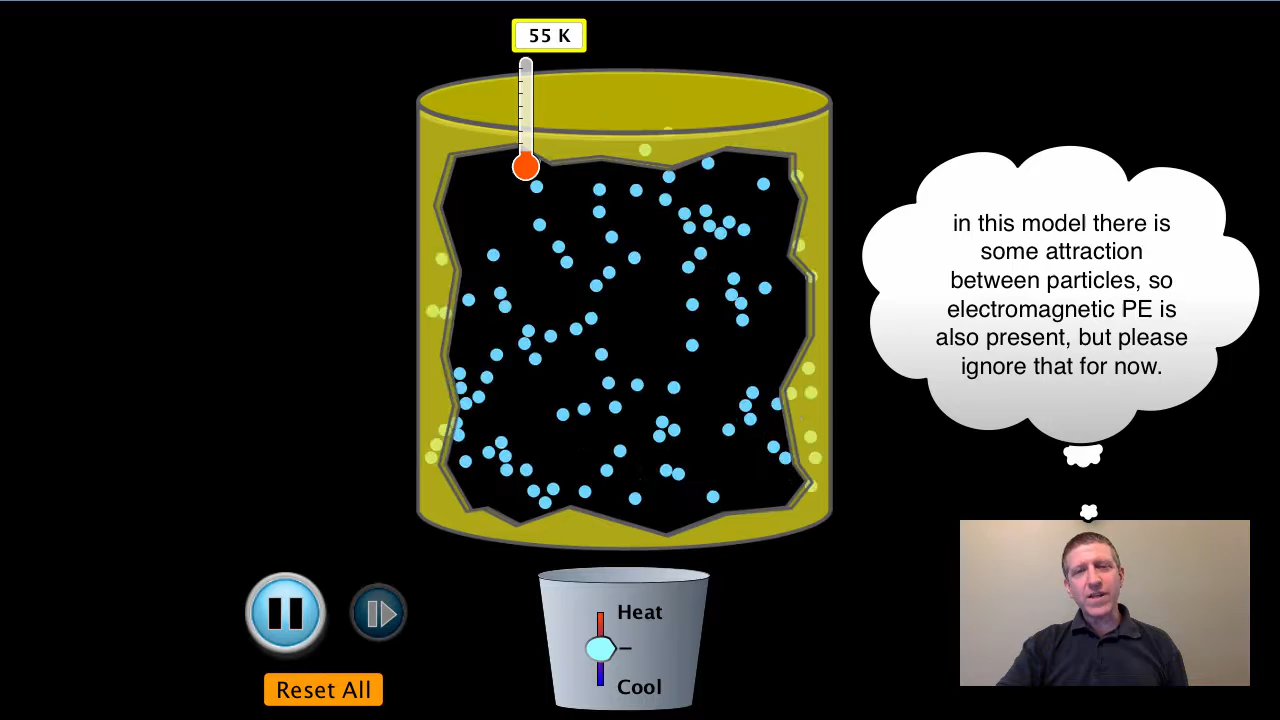 55 K
in this model there is
some attraction
between particles, so
electromagnetic PE is
also present, but please
ignore that for now.
Heat
Cool
Reset All